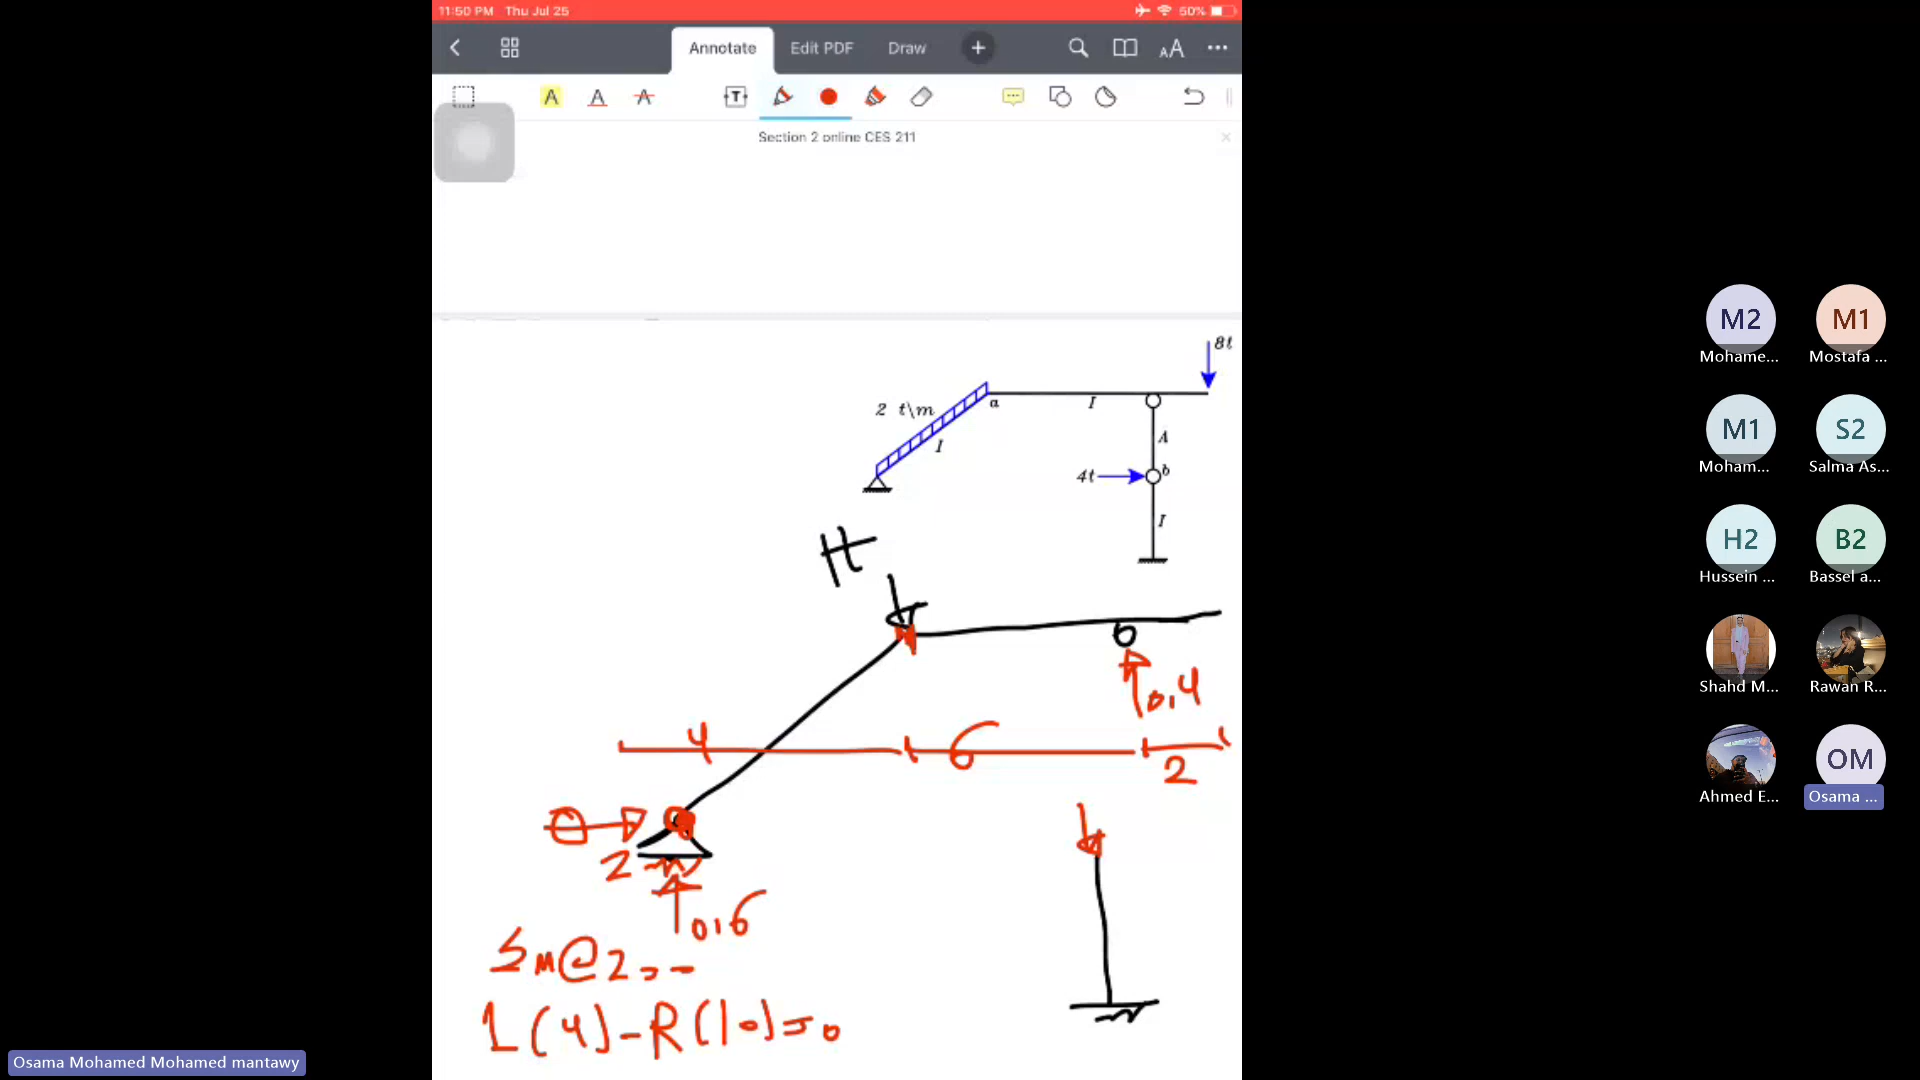 11:50 PM Thu Jul 25
50%
Annotate
Edit PDF
Draw
A A A T
AA
Section 2 online CES 211
8t
2 t\m
a
I
I
A
4t
b
I
1t
0,4
4
6
2
0
2
0,6
ΣM@2 =
1(4)-R(10)=0
M2
Mohame...
M1
Mostafa ...
M1
Moham...
S2
Salma As...
H2
Hussein ...
B2
Bassel a...
Shahd M...
Rawan R...
Ahmed E...
OM
Osama ...
Osama Mohamed Mohamed mantawy